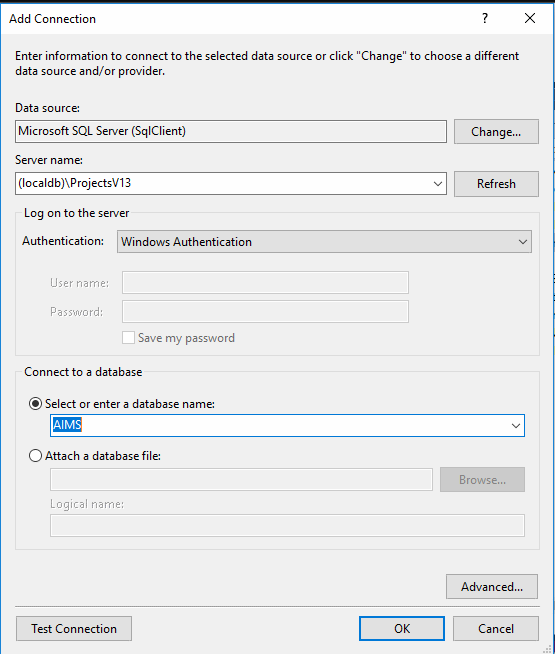 Add Connection
?
Enter information to connect to the selected data source or click "Change" to choose a different
data source and/or provider.
Data source:
Microsoft SQL Server (SqlClient)
Change...
Server name:
(localdb)\ProjectsV13
Refresh
Log on to the server
Authentication:
Windows Authentication
User name:
Password:
Save my password
Connect to a database
Select or enter a database name:
AIMS
Attach a database file:
Browse...
Logical name:
Advanced...
Test Connection
OK
Cancel